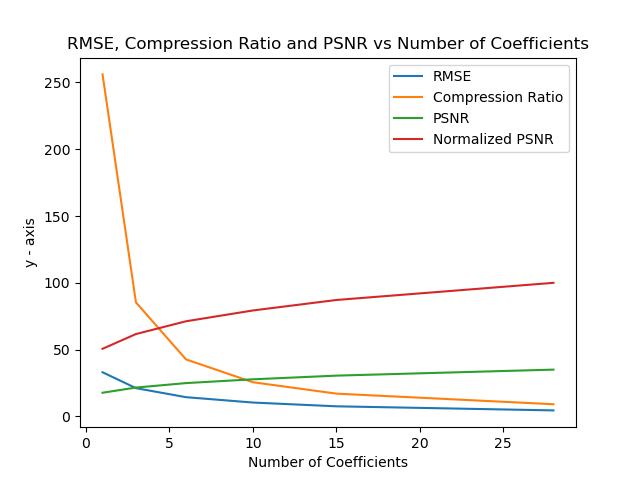 RMSE, Compression Ratio and PSNR vs Number of Coefficients
RMSE
Compression Ratio
PSNR
Normalized PSNR
y - axis
250
200
150
100
50
0
0 5 10 15 20 25
Number of Coefficients